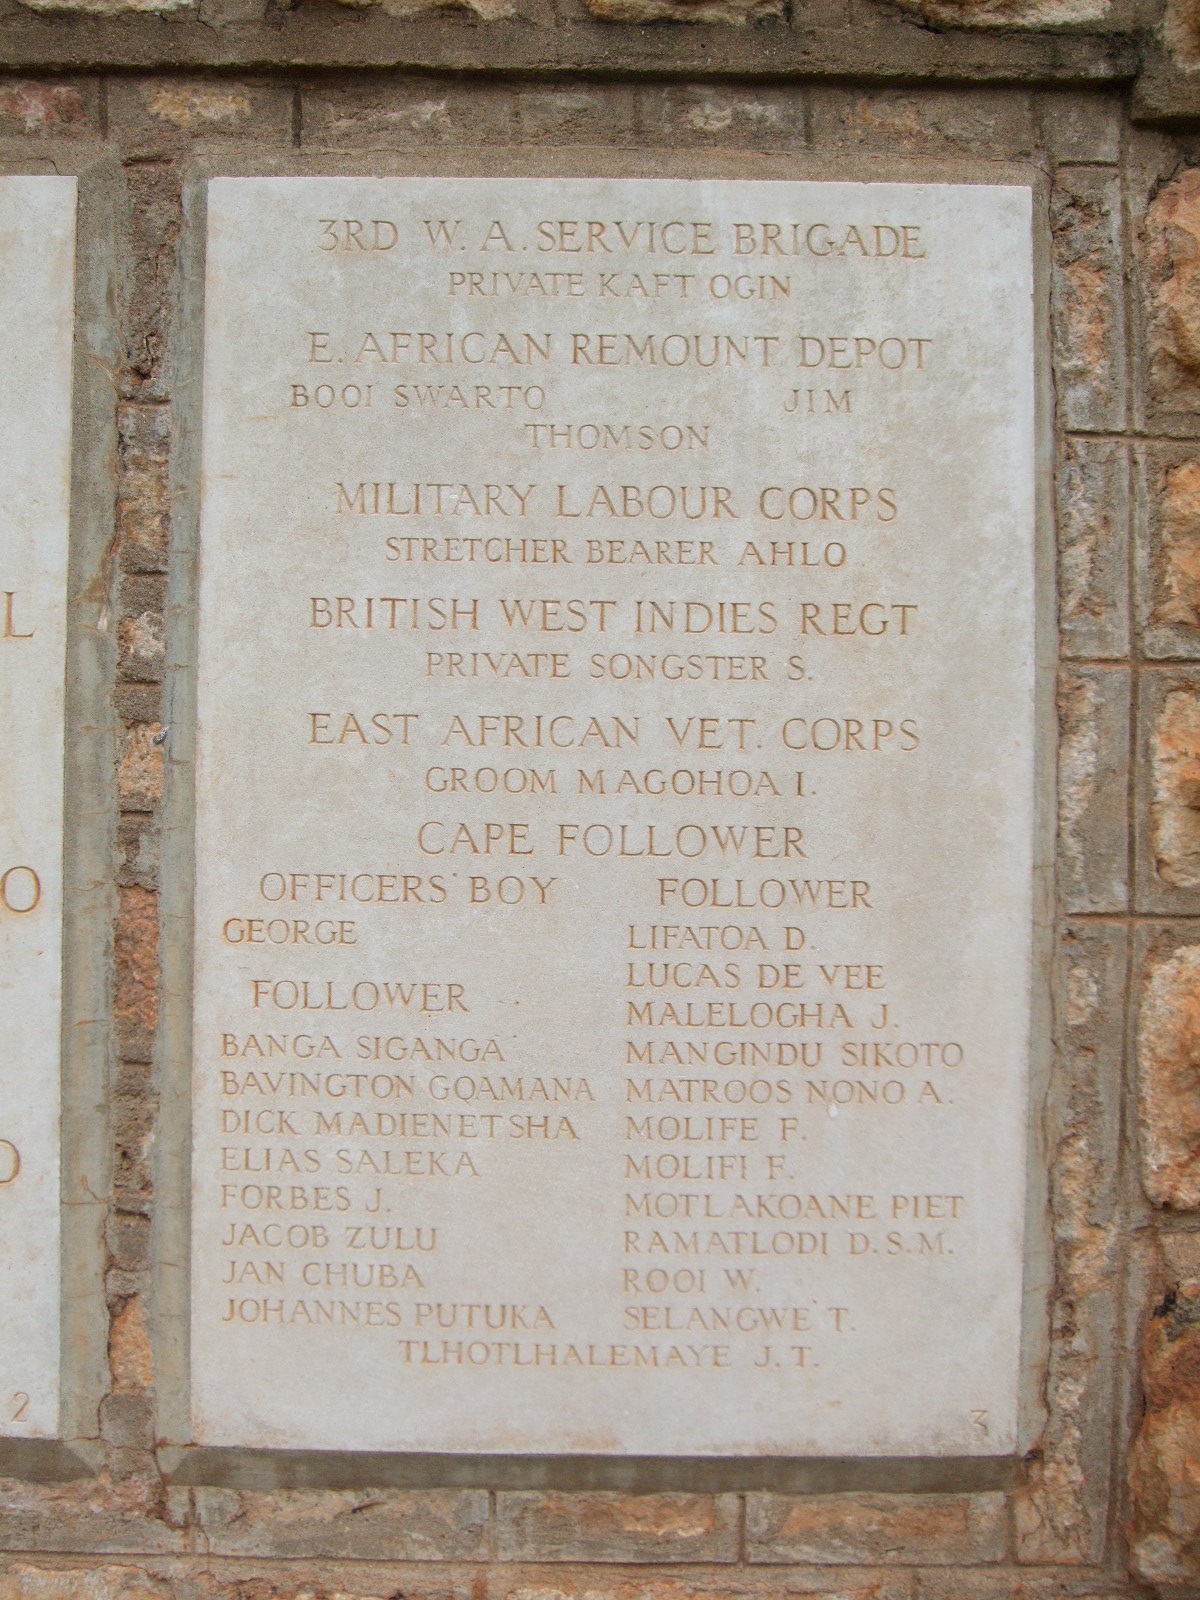 3RD W. A. SERVICE BRIGADE
PRIVATE KAFT OGIN
E. AFRICAN REMOUNT DEPOT
BOOI SWARTO JIM
THOMSON
MILITARY LABOUR CORPS
STRETCHER BEARER AHLO
BRITISH WEST INDIES REGT
PRIVATE SONGSTER S.
EAST AFRICAN VET. CORPS
GROOM MAGOHOA I.
CAPE FOLLOWER
OFFICERS' BOY
GEORGE
FOLLOWER
BANGA SIGANGA
BAVINGTON GQAMANA
DICK MADIENETSHA
ELIAS SALEKA
FORBES J.
JACOB ZULU
JAN CHUBA
JOHANNES PUTUKA
FOLLOWER
LIFATOA D.
LUCAS DE VEE
MALELOGHA J.
MANGINDU SIKOTO
MATROOS NONO A.
MOLIFE F.
MOLIFI F.
MOTLAKOANE PIET
RAMATLODI D.S.M.
ROOI W.
SELANGWE T.
TLHOTLHALEMAYE J. T.
3
L
O
2